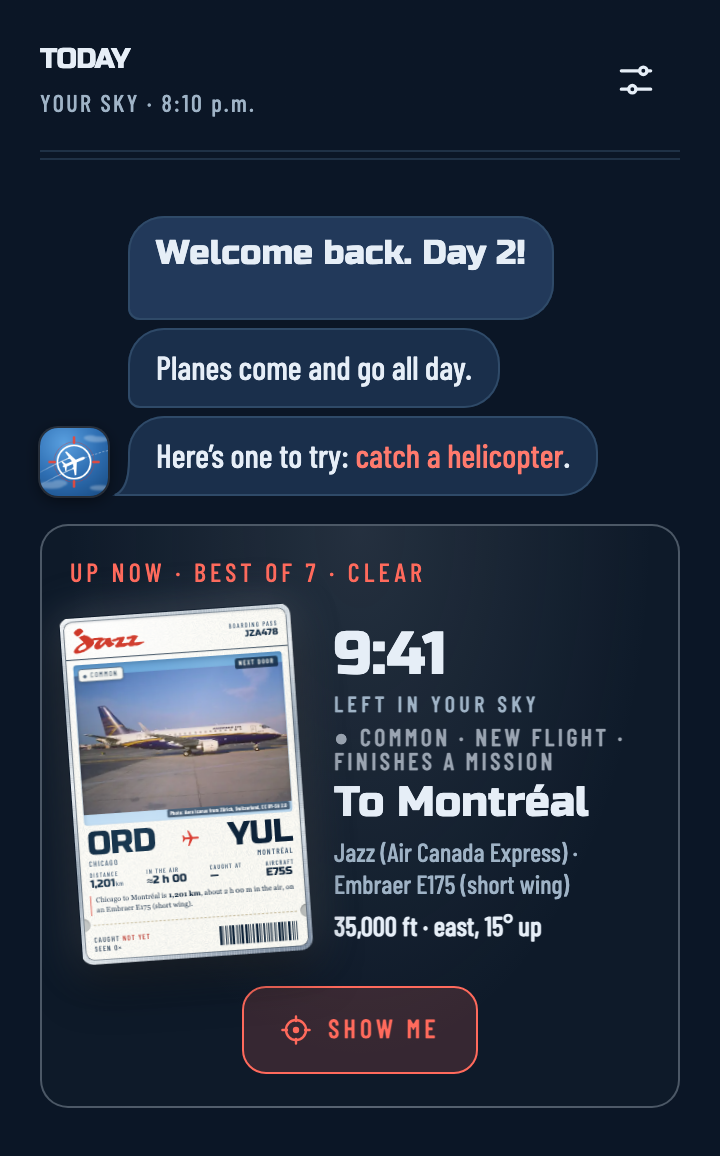 TODAY
YOUR SKY · 8:10 p.m.
Welcome back. Day 2!
Planes come and go all day.
Here's one to try: catch a helicopter.
UP NOW · BEST OF 7 · CLEAR
Jazz
BOARDING PASS
JZA478
COMMON
NEXT DOOR
ORD
YUL
CHICAGO
MONTRÉAL
DISTANCE
IN THE AIR
CAUGHT AT
AIRCRAFT
1,201km
≈2 h 00
—
E75S
Chicago to Montréal is 1,201 km, about 2 h 00 m in the air, on
an Embraer E175 (short wing).
CAUGHT NOT YET
SEEN 0×
9:41
LEFT IN YOUR SKY
● COMMON · NEW FLIGHT ·
FINISHES A MISSION
To Montréal
Jazz (Air Canada Express) ·
Embraer E175 (short wing)
35,000 ft · east, 15° up
SHOW ME